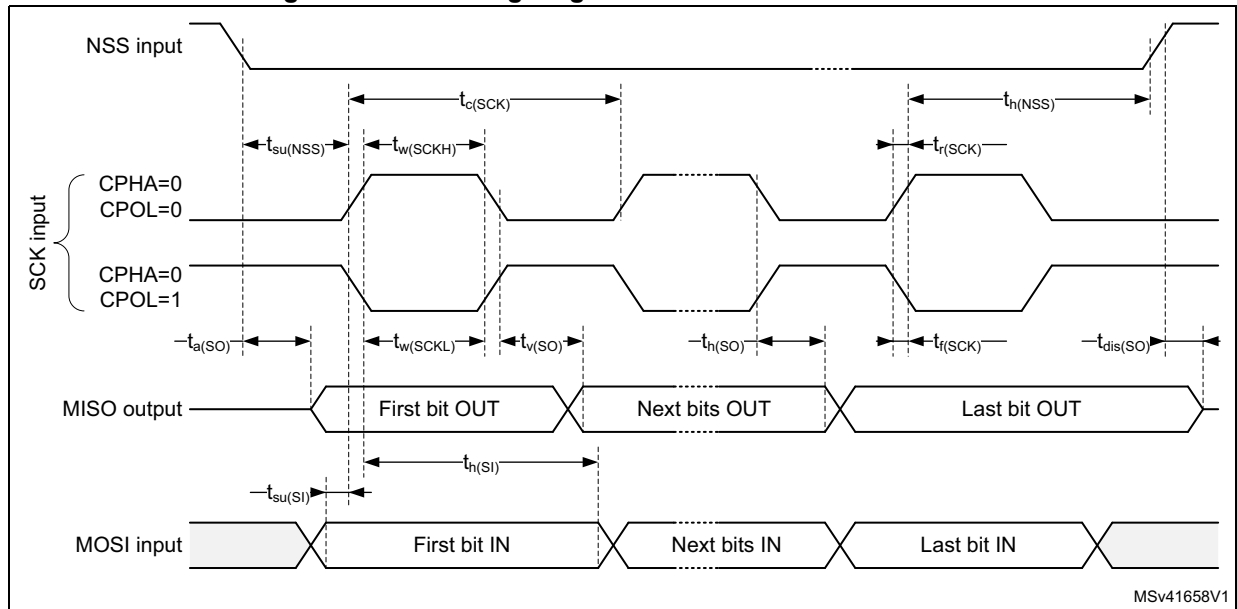 NSS input
tc(SCK)
th(NSS)
tsu(NSS)
tw(SCKH)
tr(SCK)
SCK input
CPHA=0
CPOL=0
CPHA=0
CPOL=1
ta(SO)
tw(SCKL)
tv(SO)
th(SO)
tf(SCK)
tdis(SO)
MISO output
First bit OUT
Next bits OUT
Last bit OUT
th(SI)
tsu(SI)
MOSI input
First bit IN
Next bits IN
Last bit IN
MSv41658V1